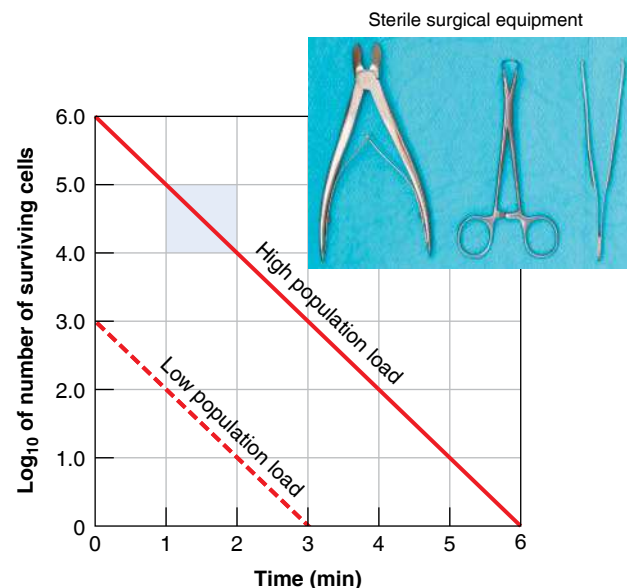 Sterile surgical equipment
Log10 of number of surviving cells
6.0
5.0
4.0
3.0
2.0
1.0
0
High population load
Low population load
0 1 2 3 4 5 6
Time (min)